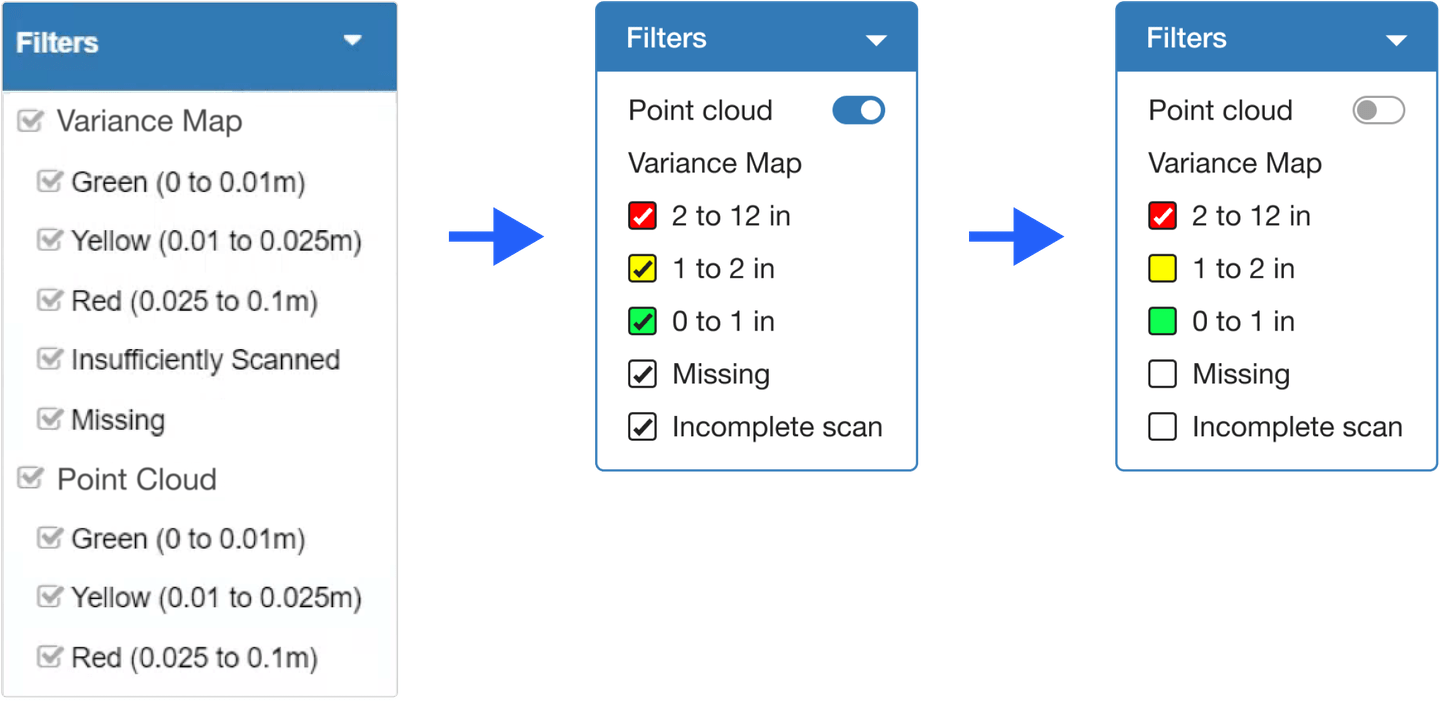 Filters
Variance Map
Green (0 to 0.01m)
Yellow (0.01 to 0.025m)
Red (0.025 to 0.1m)
Insufficiently Scanned
Missing
Point Cloud
Green (0 to 0.01m)
Yellow (0.01 to 0.025m)
Red (0.025 to 0.1m)
Filters
Point cloud
Variance Map
2 to 12 in
1 to 2 in
0 to 1 in
Missing
Incomplete scan
Filters
Point cloud
Variance Map
2 to 12 in
1 to 2 in
0 to 1 in
Missing
Incomplete scan